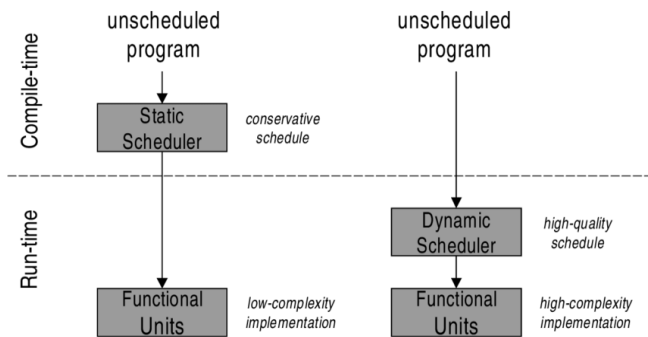 Compile-time
unscheduled
program
Static
Scheduler
conservative
schedule
unscheduled
program
Run-time
Functional
Units
low-complexity
implementation
Dynamic
Scheduler
high-quality
schedule
Functional
Units
high-complexity
implementation